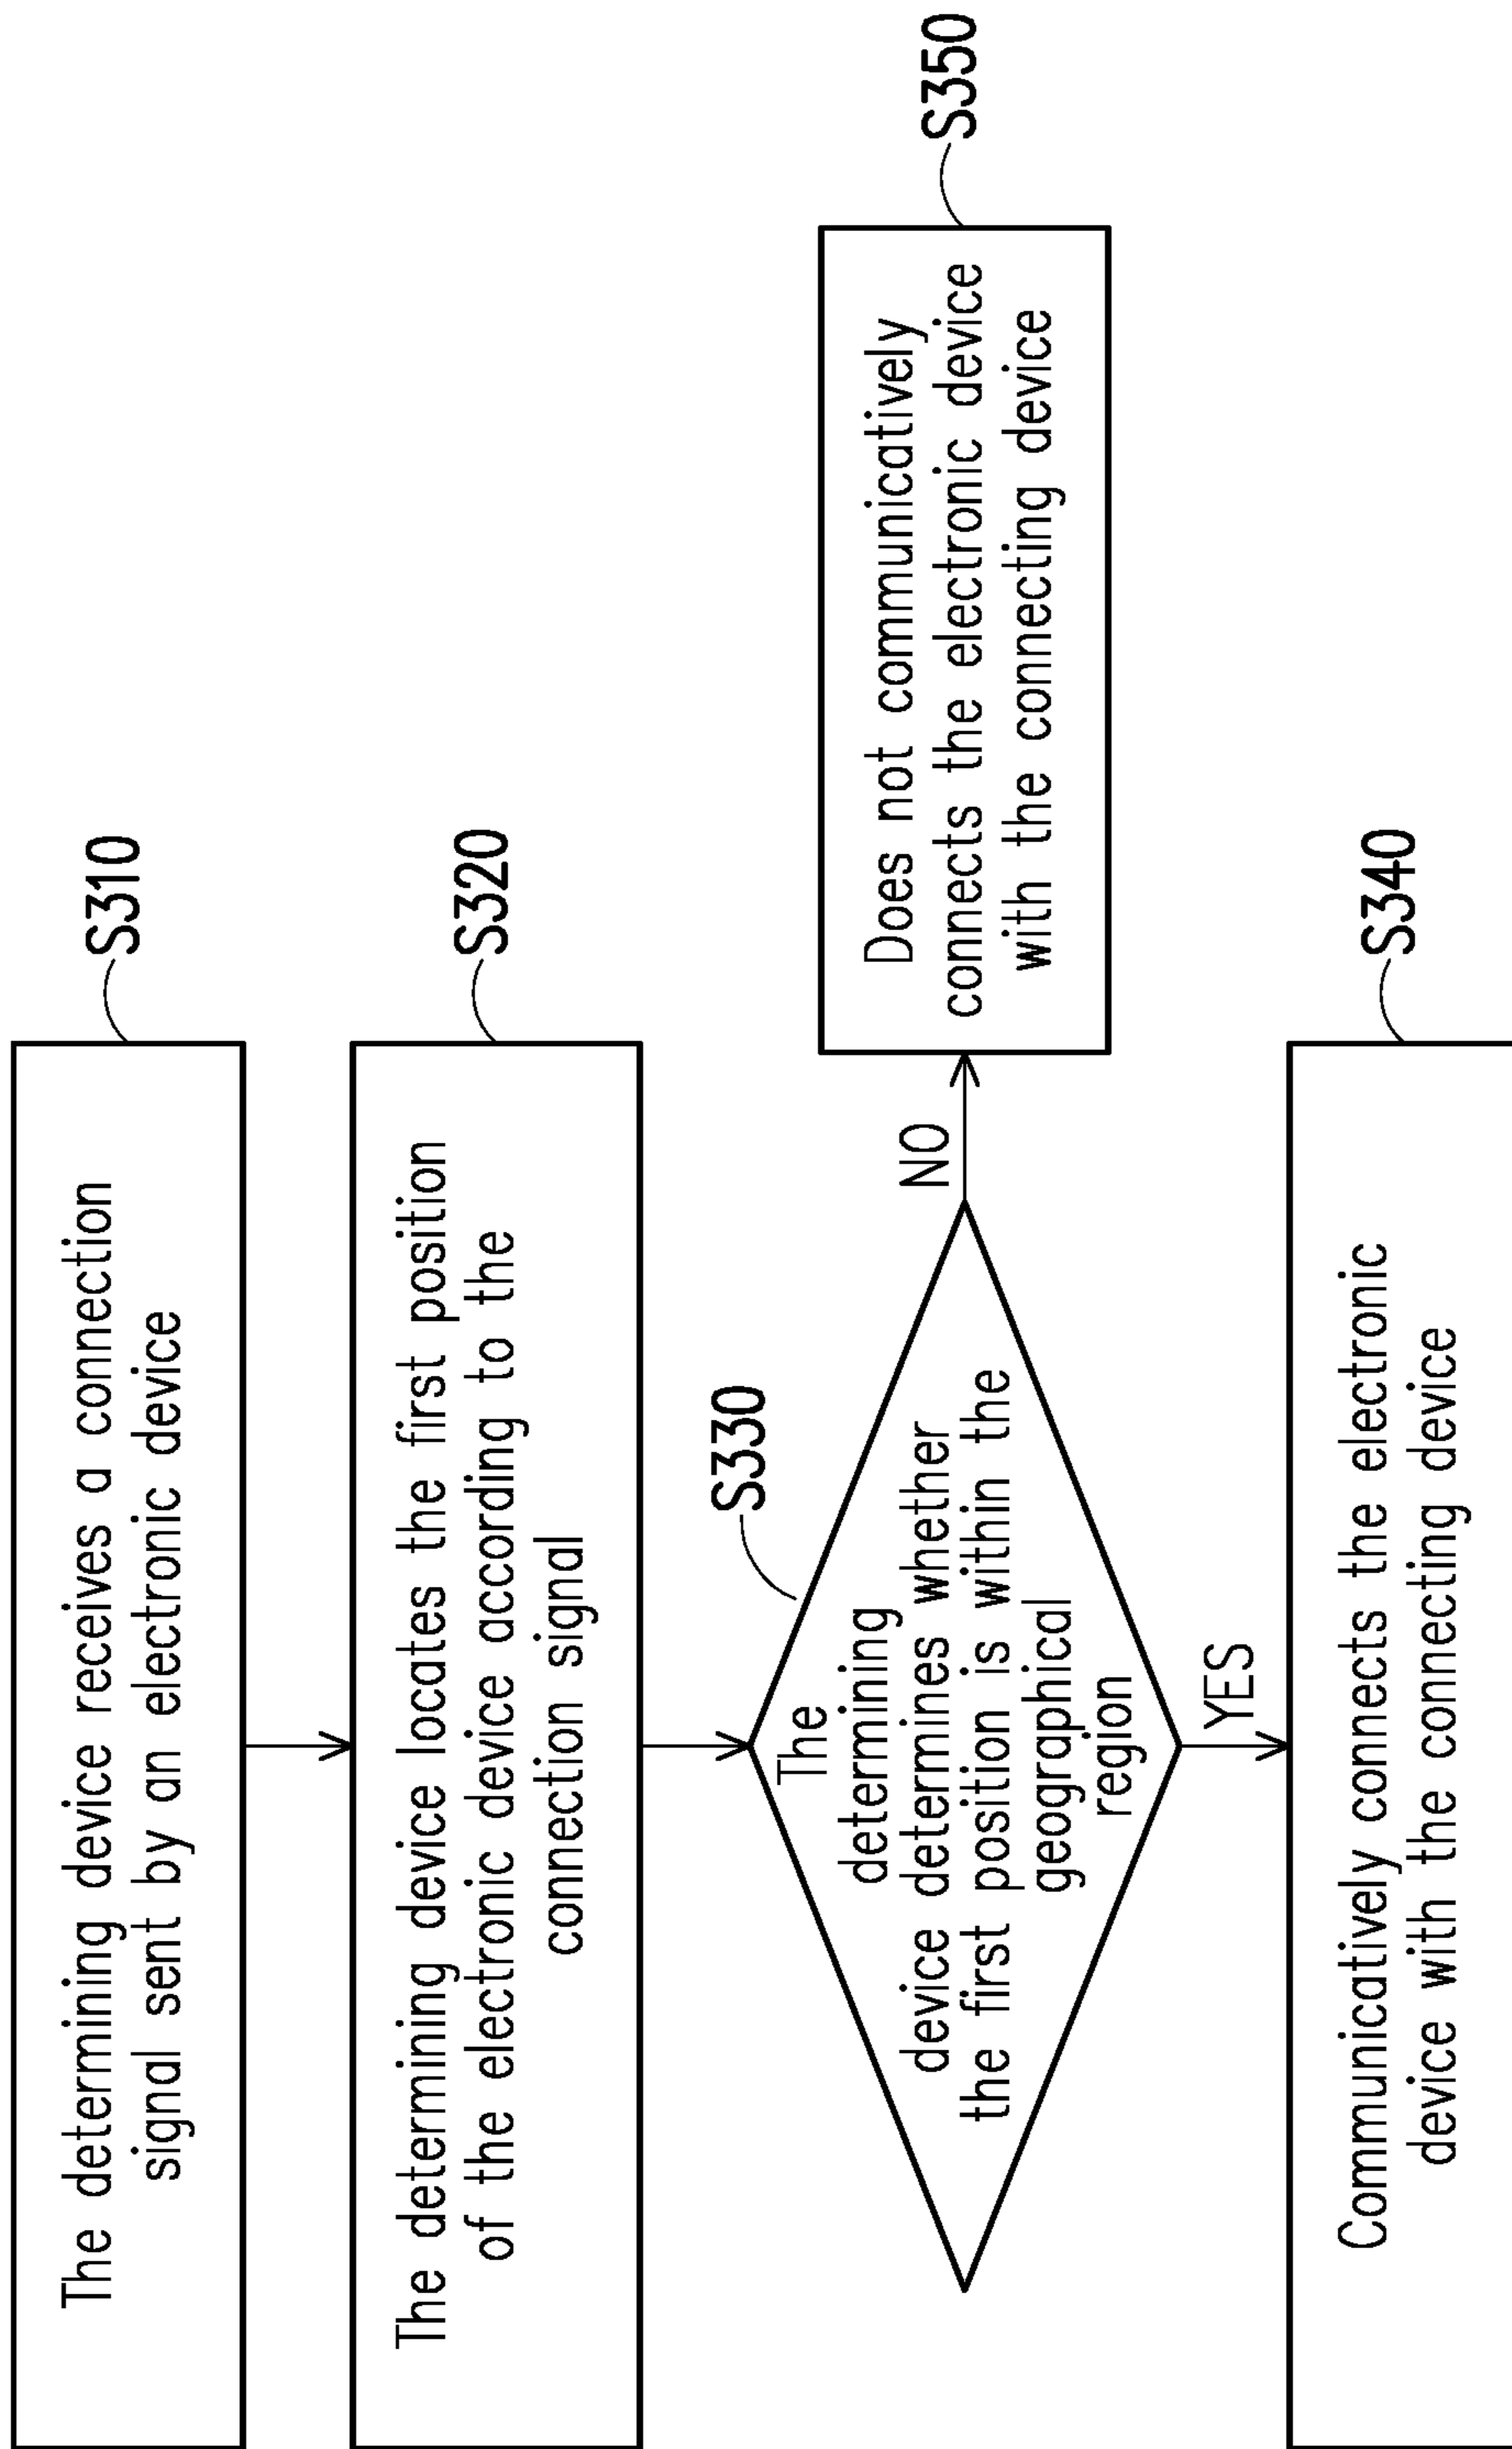 S310
The determining device receives a connection
signal sent by an electronic device
S320
The determining device locates the first position
of the electronic device according to the
connection signal
S330
The
determining
device determines whether
the first position is within the
geographical
region
NO
S350
Does not communicatively
connects the electronic device
with the connecting device
YES
S340
Communicatively connects the electronic
device with the connecting device